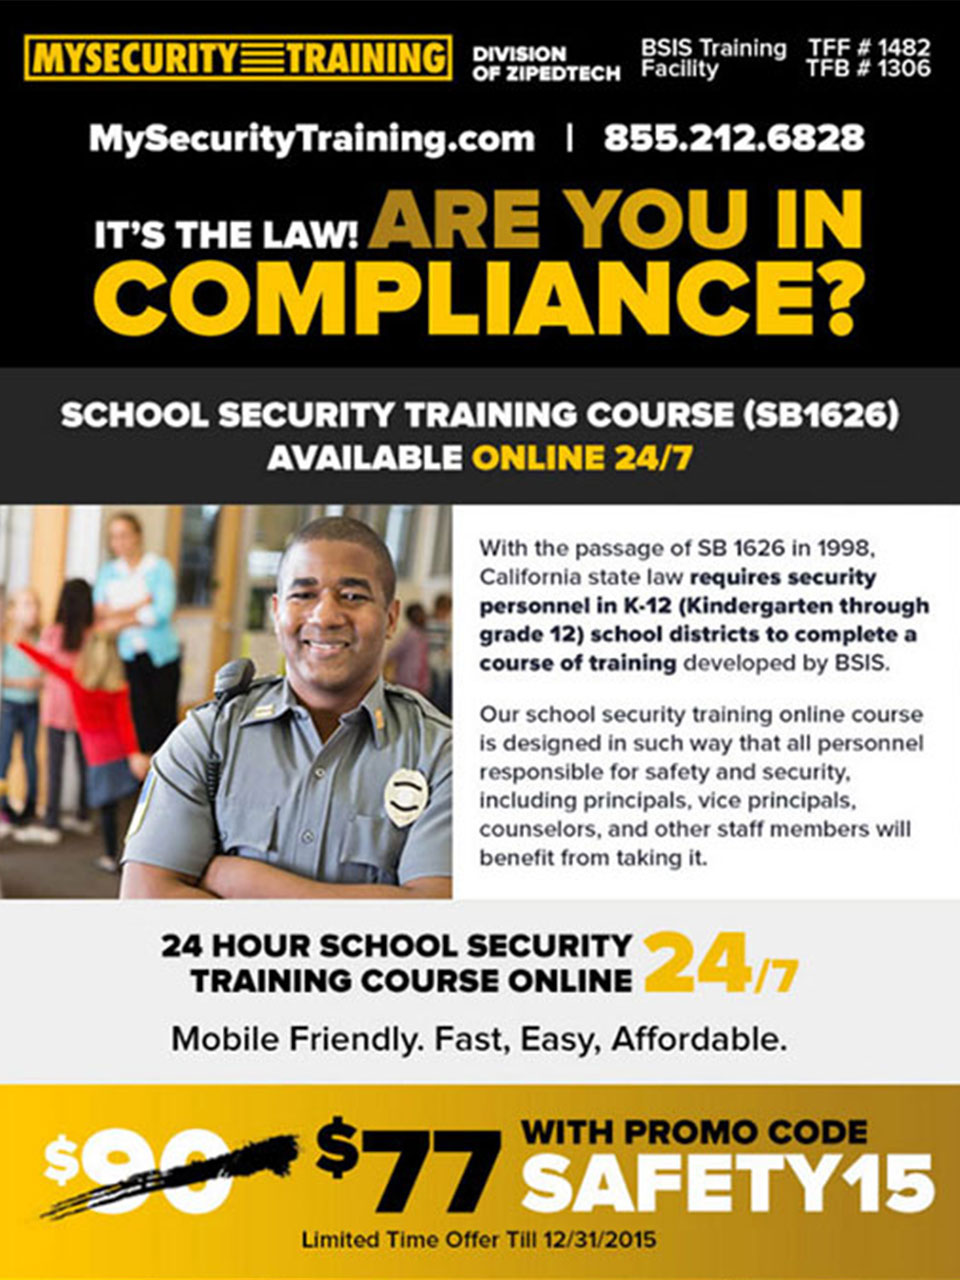 MYSECURITY TRAINING
DIVISION
OF ZIPEDTECH
BSIS Training
Facility
TFF # 1482
TFB # 1306
MySecurityTraining.com | 855.212.6828
IT'S THE LAW! ARE YOU IN
COMPLIANCE?
SCHOOL SECURITY TRAINING COURSE (SB1626)
AVAILABLE ONLINE 24/7
With the passage of SB 1626 in 1998,
California state law requires security
personnel in K-12 (Kindergarten through
grade 12) school districts to complete a
course of training developed by BSIS.
Our school security training online course
is designed in such way that all personnel
responsible for safety and security,
including principals, vice principals,
counselors, and other staff members will
benefit from taking it.
24 HOUR SCHOOL SECURITY
TRAINING COURSE ONLINE 24/7
Mobile Friendly. Fast, Easy, Affordable.
$90 $77 WITH PROMO CODE
SAFETY15
Limited Time Offer Till 12/31/2015